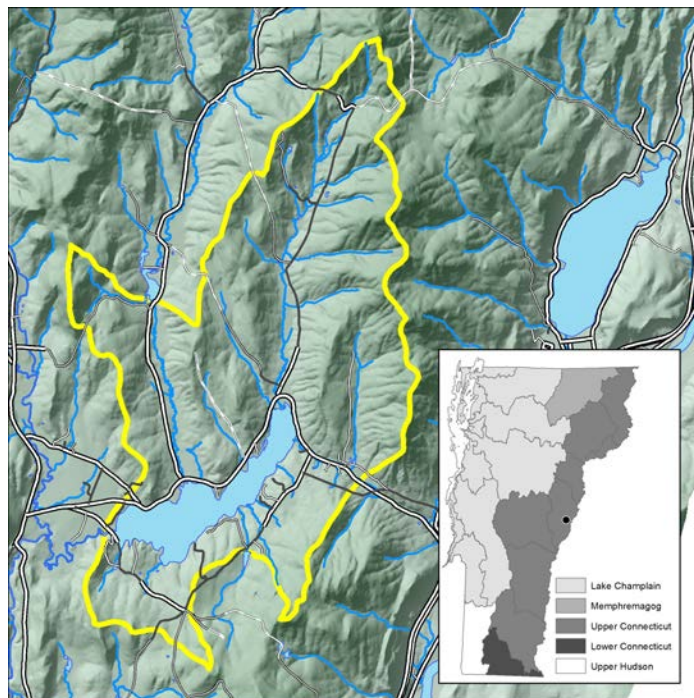 Lake Champlain
Memphremagog
Upper Connecticut
Lower Connecticut
Upper Hudson